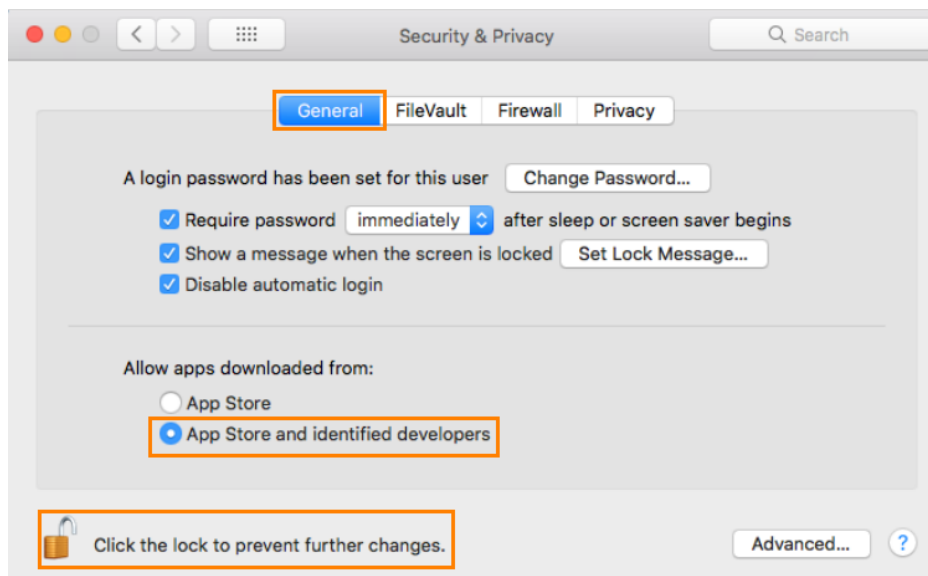 Security & Privacy
Search
General FileVault Firewall Privacy
A login password has been set for this user Change Password...
Require password immediately after sleep or screen saver begins
Show a message when the screen is locked Set Lock Message...
Disable automatic login
Allow apps downloaded from:
App Store
App Store and identified developers
Click the lock to prevent further changes.
Advanced... ?